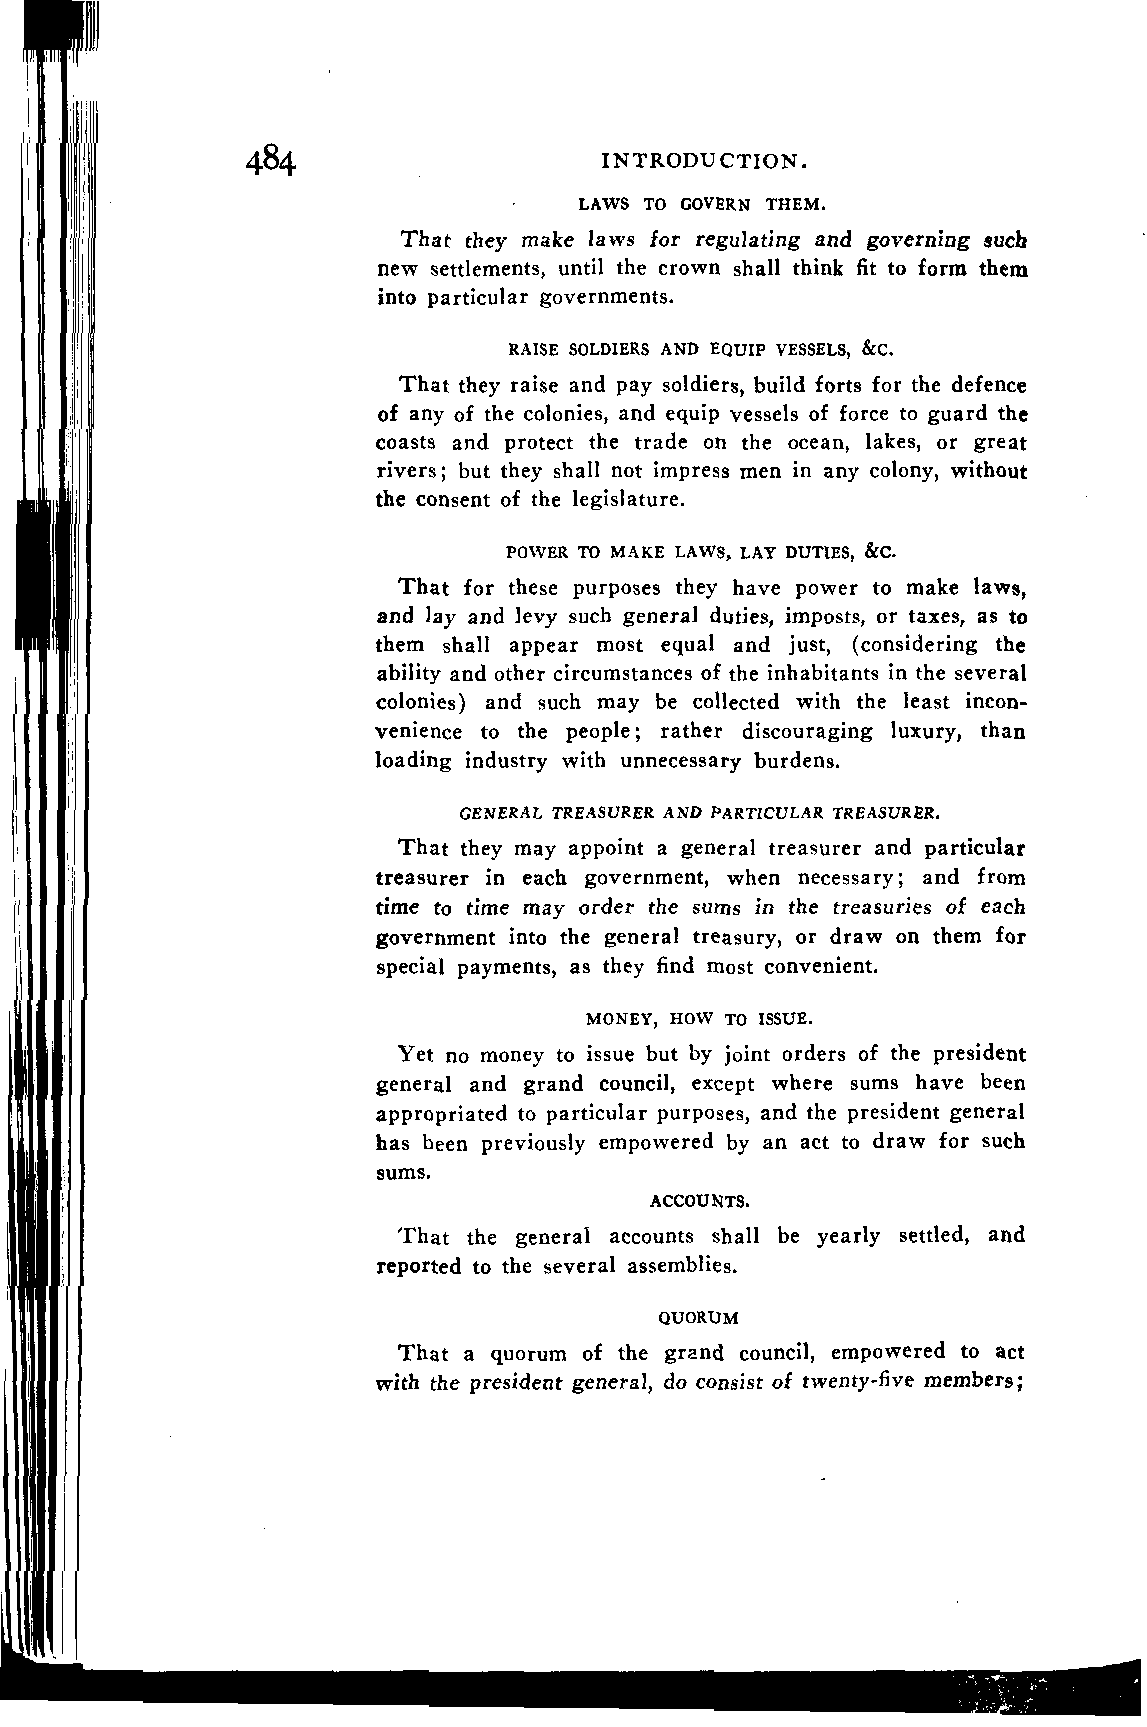 484
INTRODUCTION.
LAWS TO GOVERN THEM.
That they make laws for regulating and governing such
new settlements, until the crown shall think fit to form them
into particular governments.
RAISE SOLDIERS AND EQUIP VESSELS, &C.
That they raise and pay soldiers, build forts for the defence
of any of the colonies, and equip vessels of force to guard the
coasts and protect the trade on the ocean, lakes, or great
rivers; but they shall not impress men in any colony, without
the consent of the legislature.
POWER TO MAKE LAWS, LAY DUTIES, &C.
That for these purposes they have power to make laws,
and lay and levy such general duties, imposts, or taxes, as to
them shall appear most equal and just, (considering the
ability and other circumstances of the inhabitants in the several
colonies) and such may be collected with the least incon-
venience to the people; rather discouraging luxury, than
loading industry with unnecessary burdens.
GENERAL TREASURER AND PARTICULAR TREASURER.
That they may appoint a general treasurer and particular
treasurer in each government, when necessary; and from
time to time may order the sums in the treasuries of each
government into the general treasury, or draw on them for
special payments, as they find most convenient.
MONEY, HOW TO ISSUE.
Yet no money to issue but by joint orders of the president
general and grand council, except where sums have been
appropriated to particular purposes, and the president general
has been previously empowered by an act to draw for such
sums.
ACCOUNTS.
That the general accounts shall be yearly settled, and
reported to the several assemblies.
QUORUM
That a quorum of the grand council, empowered to act
with the president general, do consist of twenty-five members;